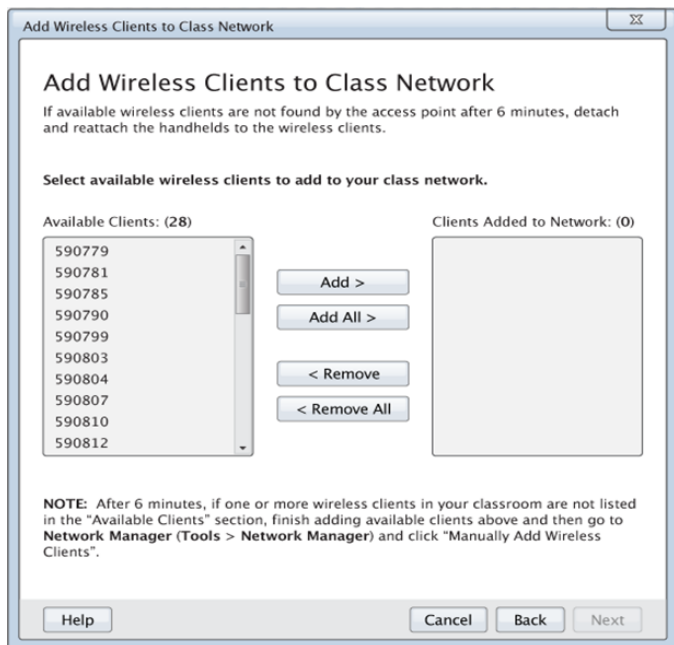 Add Wireless Clients to Class Network
Add Wireless Clients to Class Network
If available wireless clients are not found by the access point after 6 minutes, detach
and reattach the handhelds to the wireless clients.
Select available wireless clients to add to your class network.
Available Clients: (28)
Clients Added to Network: (0)
590779
590781
590785
590790
590799
590803
590804
590807
590810
590812
Add >
Add All >
< Remove
< Remove All
NOTE: After 6 minutes, if one or more wireless clients in your classroom are not listed
in the “Available Clients” section, finish adding available clients above and then go to
Network Manager (Tools > Network Manager) and click “Manually Add Wireless
Clients”.
Help
Cancel
Back
Next